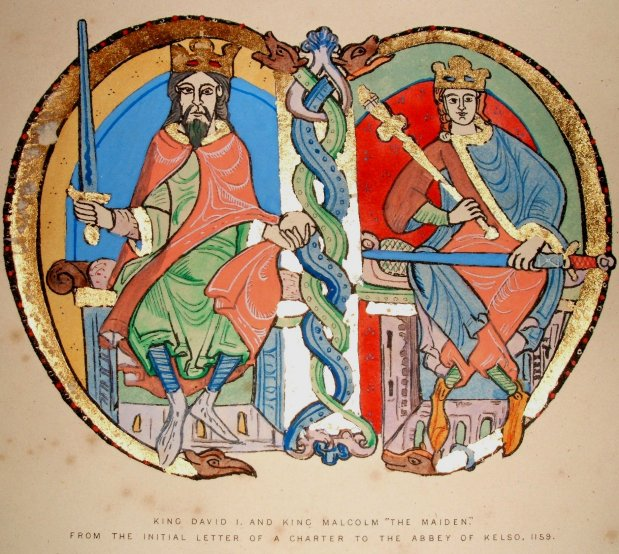 KING DAVID I. AND KING MALCOLM "THE MAIDEN."
FROM THE INITIAL LETTER OF A CHARTER TO THE ABBEY OF KELSO, 1159.